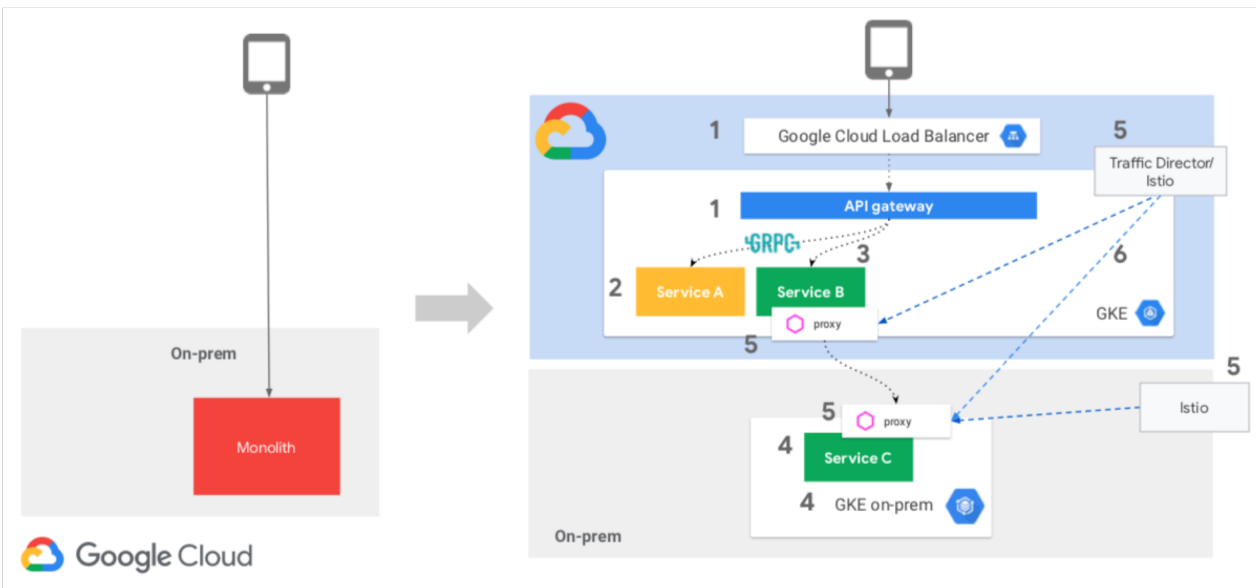 On-prem
Monolith
Google Cloud
1
Google Cloud Load Balancer
5
Traffic Director/
Istio
1
API gateway
GRPC
3
6
2
Service A
Service B
GKE
proxy
5
5
Istio
5
proxy
4
Service C
4
GKE on-prem
On-prem